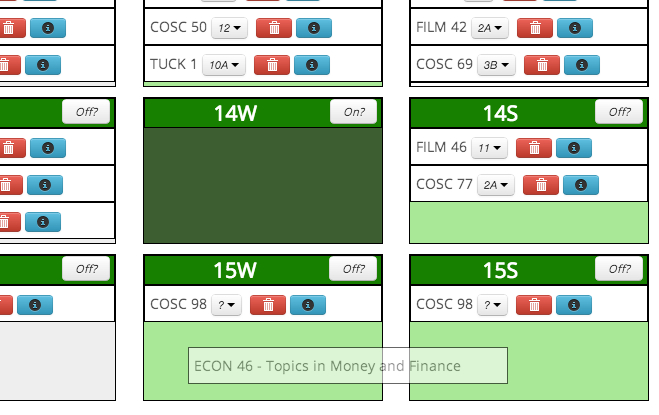 COSC 50 12 FILM 42 2A
TUCK 1 10A COSC 69 3B
Off? 14W On? 14S Off?
FILM 46 11
COSC 77 2A
Off? 15W Off? 15S Off?
COSC 98 ? COSC 98 ?
ECON 46 - Topics in Money and Finance